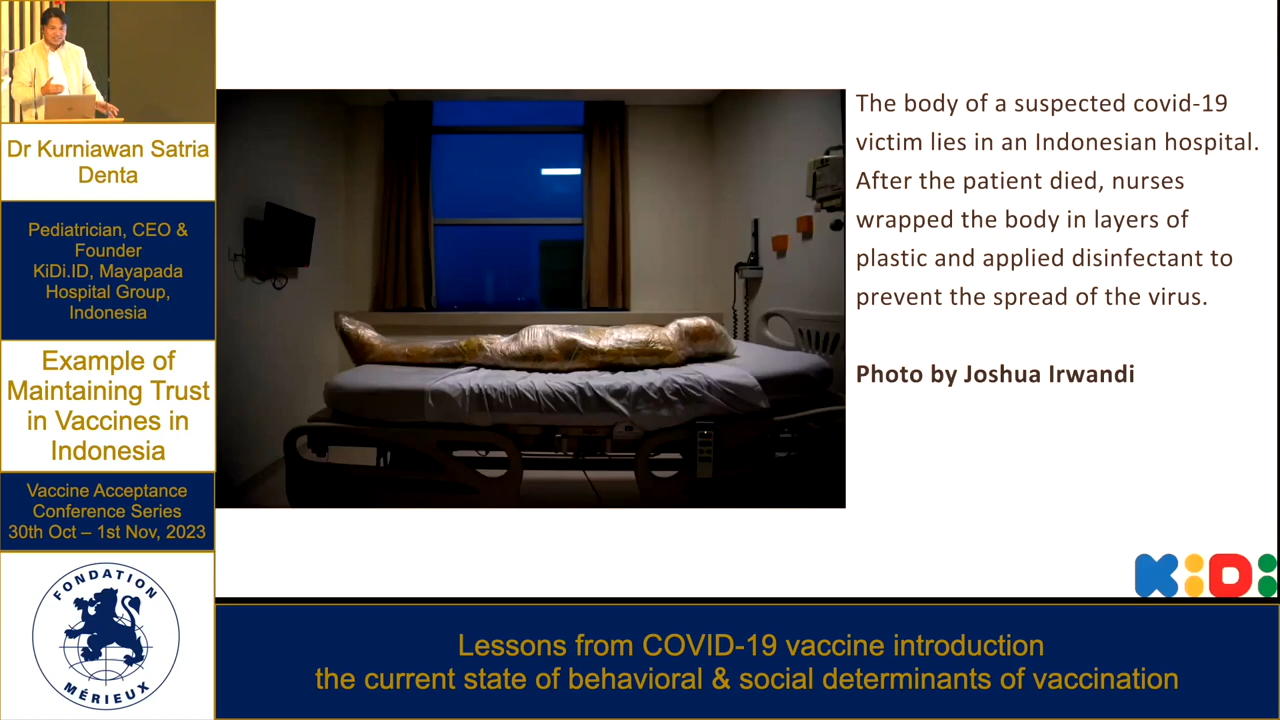 Dr Kurniawan Satria
Denta
Pediatrician, CEO &
Founder
KiDi.ID, Mayapada
Hospital Group,
Indonesia
Example of
Maintaining Trust
in Vaccines in
Indonesia
Vaccine Acceptance
Conference Series
30th Oct – 1st Nov, 2023
FONDATION
MÉRIEUX
The body of a suspected covid-19
victim lies in an Indonesian hospital.
After the patient died, nurses
wrapped the body in layers of
plastic and applied disinfectant to
prevent the spread of the virus.
Photo by Joshua Irwandi
KiDi
Lessons from COVID-19 vaccine introduction
the current state of behavioral & social determinants of vaccination